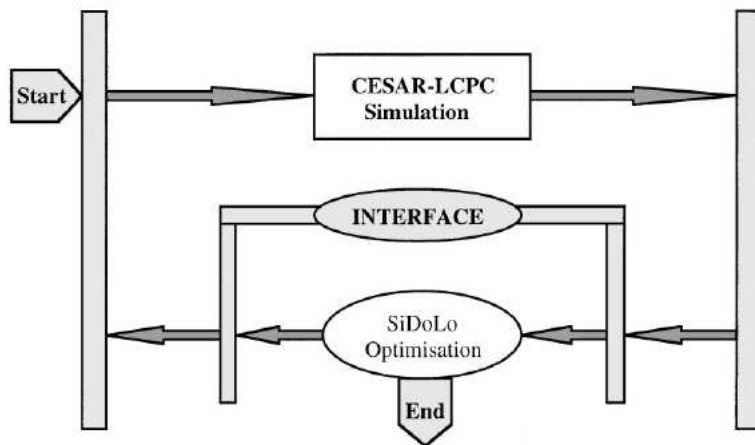 Start
CESAR-LCPC
Simulation
INTERFACE
SiDoLo
Optimisation
End